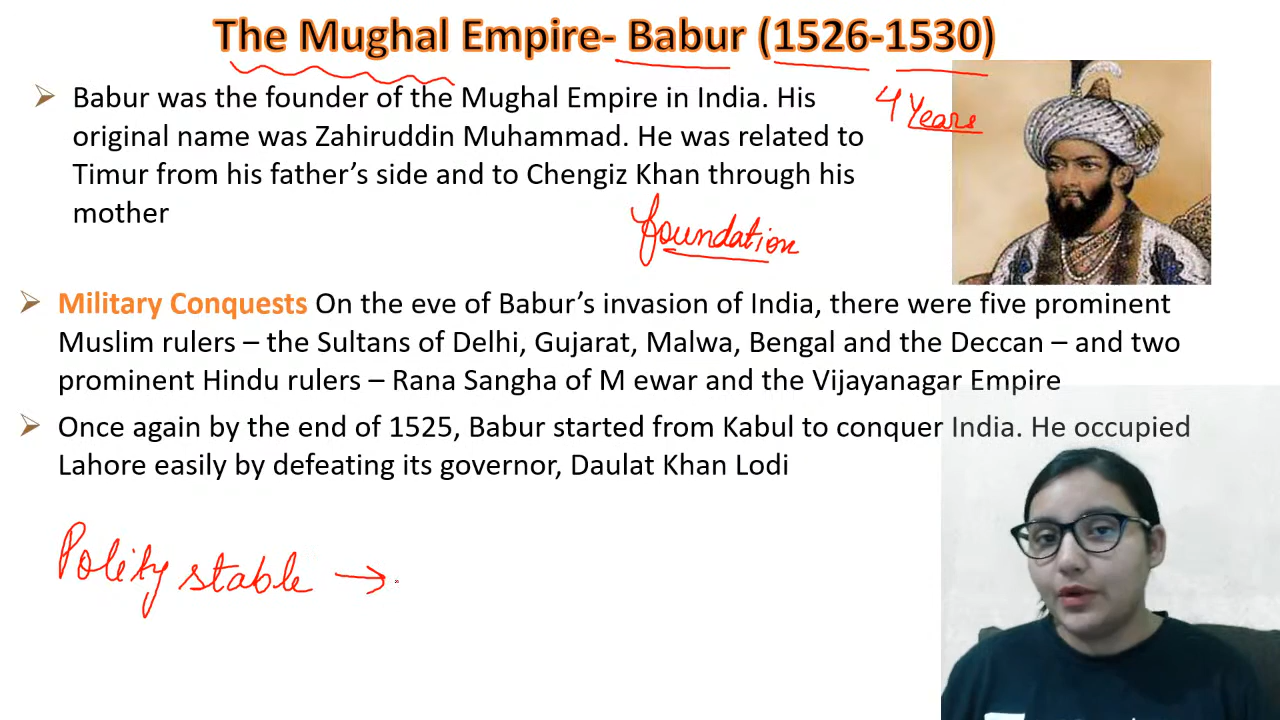 The Mughal Empire- Babur (1526-1530)
4 Years
Babur was the founder of the Mughal Empire in India. His
original name was Zahiruddin Muhammad. He was related to
Timur from his father’s side and to Chengiz Khan through his
mother
foundation
Military Conquests On the eve of Babur’s invasion of India, there were five prominent
Muslim rulers – the Sultans of Delhi, Gujarat, Malwa, Bengal and the Deccan – and two
prominent Hindu rulers – Rana Sangha of M ewar and the Vijayanagar Empire
Once again by the end of 1525, Babur started from Kabul to conquer India. He occupied
Lahore easily by defeating its governor, Daulat Khan Lodi
Polity stable →